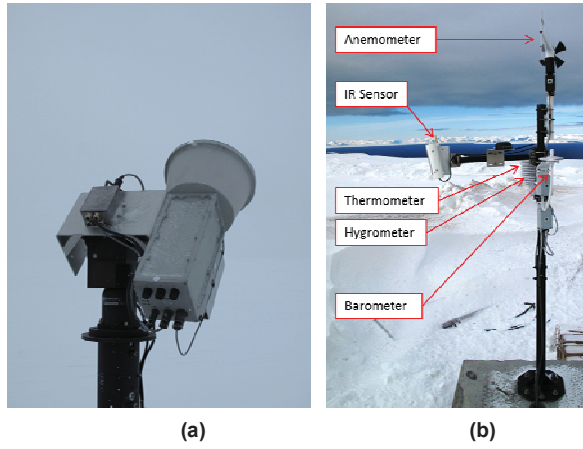 Anemometer
IR Sensor
Thermometer
Hygrometer
Barometer
(a)
(b)